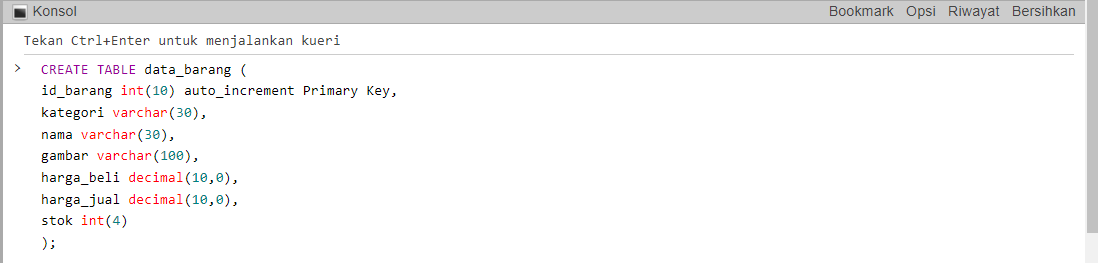 Konsol
Bookmark Opsi Riwayat Bersihkan
Tekan Ctrl+Enter untuk menjalankan kueri
> CREATE TABLE data_barang (
id_barang int(10) auto_increment Primary Key,
kategori varchar(30),
nama varchar(30),
gambar varchar(100),
harga_beli decimal(10,0),
harga_jual decimal(10,0),
stok int(4)
);